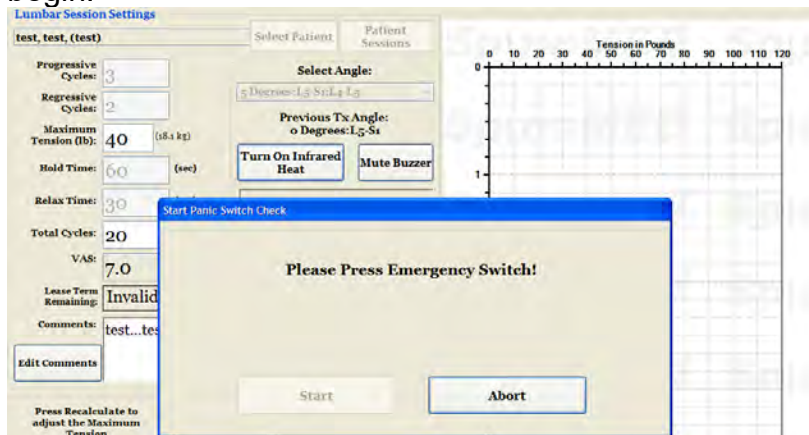 begin.
Lumbar Session Settings
test, test, (test)
Select Patient
Patient
Sessions
Progressive
Cycles:
3
Regressive
Cycles:
2
Maximum
Tension (lb):
40
(18.1 kg)
Hold Time:
60
(sec)
Relax Time:
30
Total Cycles:
20
VAS:
7.0
Lease Term
Remaining:
Invalid
Comments:
test...tes
Edit Comments
Press Recalculate to
adjust the Maximum
Tension
Select Angle:
5 Degrees:L5-S1;L4-L5
Previous Tx Angle:
0 Degrees:L5-S1
Turn On Infrared
Heat
Mute Buzzer
Start Panic Switch Check
Please Press Emergency Switch!
Start
Abort
Tension in Pounds
0 10 20 30 40 50 60 70 80 90 100 110 120
0
1